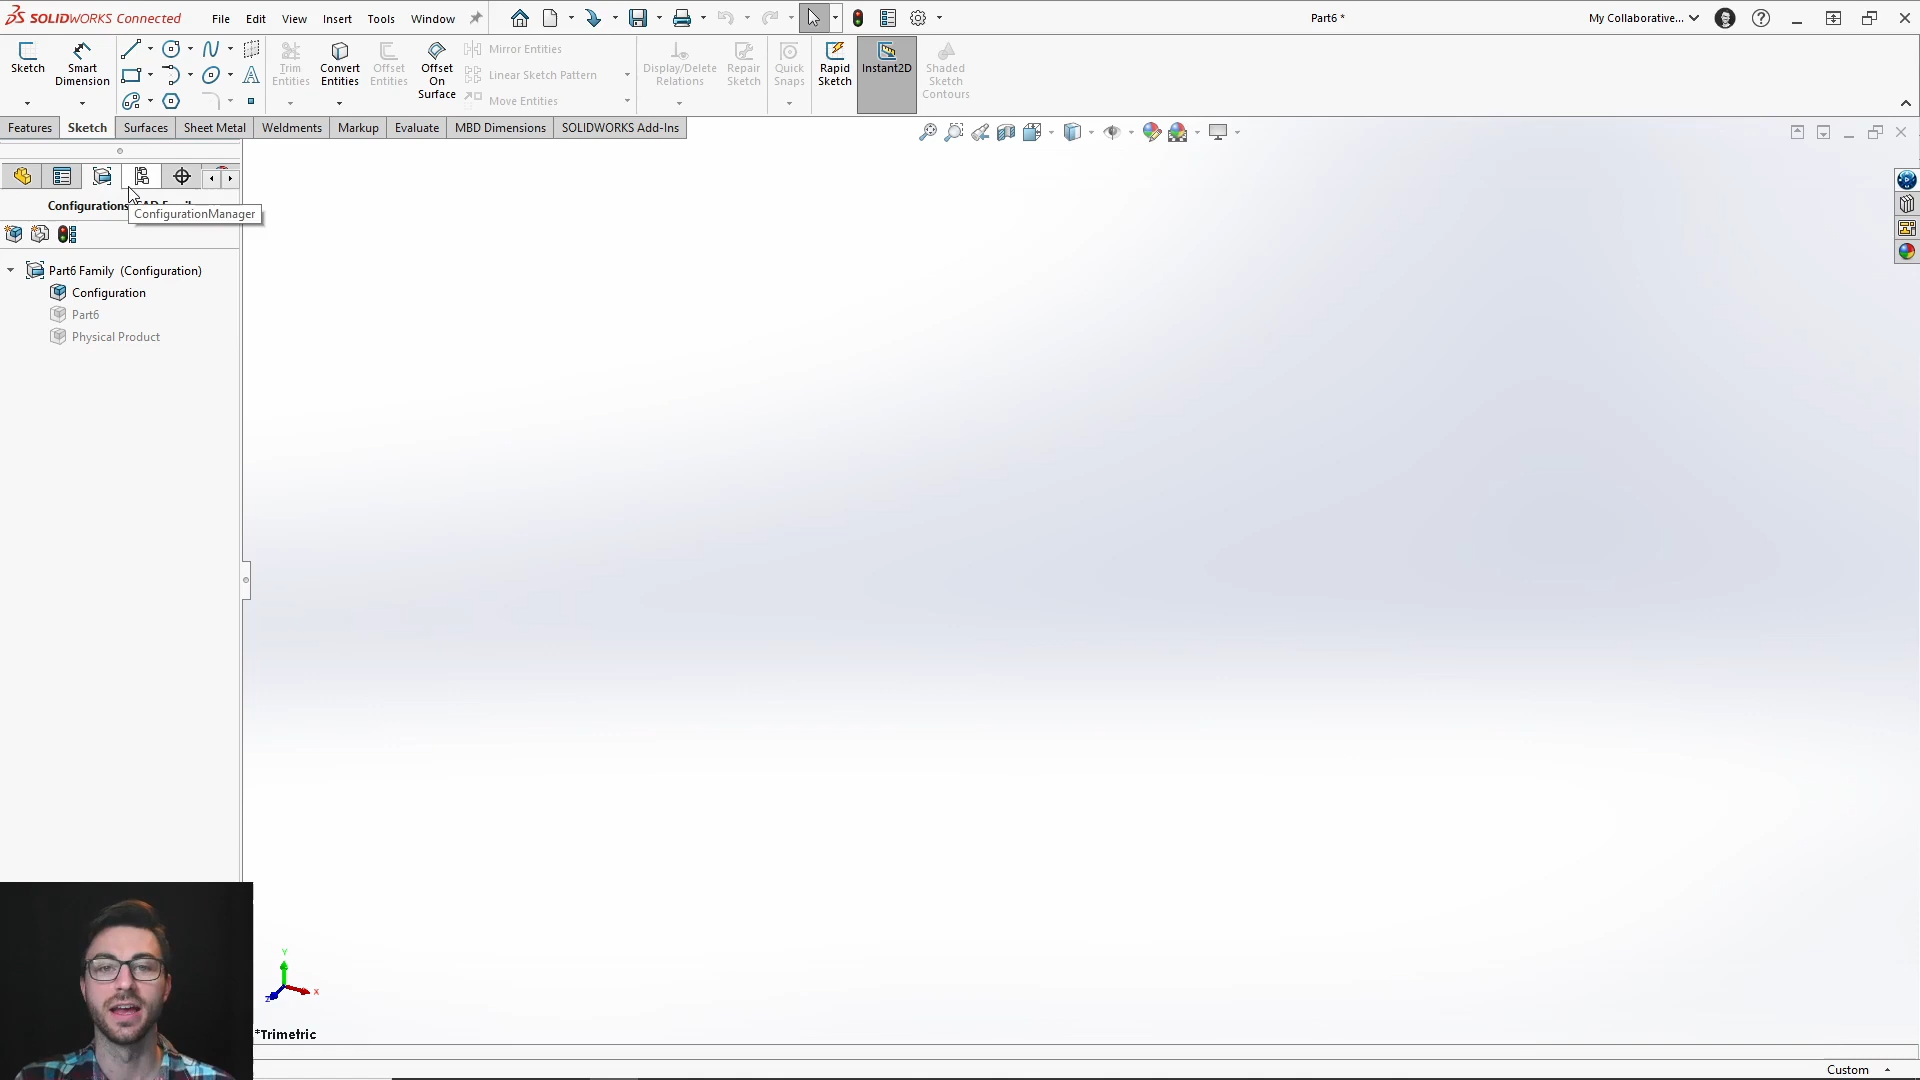 SOLIDWORKS Connected
File Edit View Insert Tools Window
Part6 *
My Collaborative...
Sketch
Smart Dimension
Trim Entities
Convert Entities
Offset Entities
Offset On Surface
Mirror Entities
Linear Sketch Pattern
Move Entities
Display/Delete Relations
Repair Sketch
Quick Snaps
Rapid Sketch
Instant2D
Shaded Sketch Contours
Features Sketch Surfaces Sheet Metal Weldments Markup Evaluate MBD Dimensions SOLIDWORKS Add-Ins
Configurations
ConfigurationManager
Part6 Family (Configuration)
Configuration
Part6
Physical Product
Y
X
Z
*Trimetric
Custom